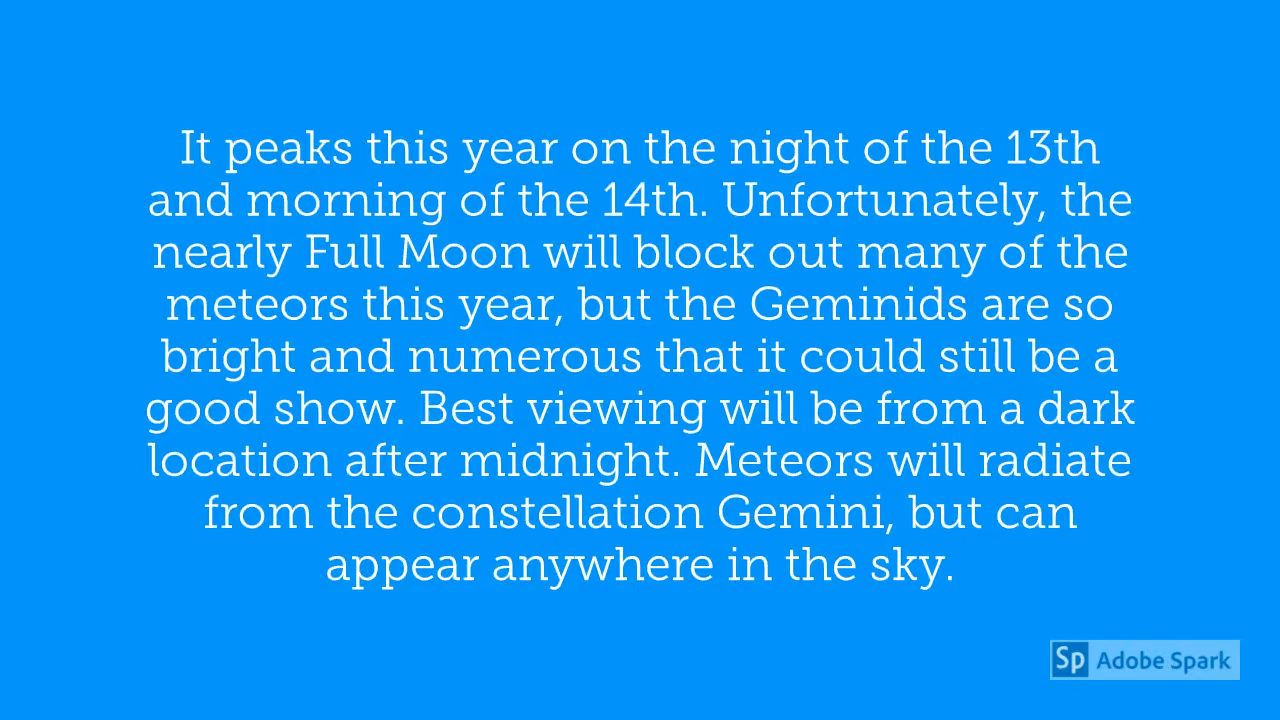 It peaks this year on the night of the 13th
and morning of the 14th. Unfortunately, the
nearly Full Moon will block out many of the
meteors this year, but the Geminids are so
bright and numerous that it could still be a
good show. Best viewing will be from a dark
location after midnight. Meteors will radiate
from the constellation Gemini, but can
appear anywhere in the sky.
Sp Adobe Spark